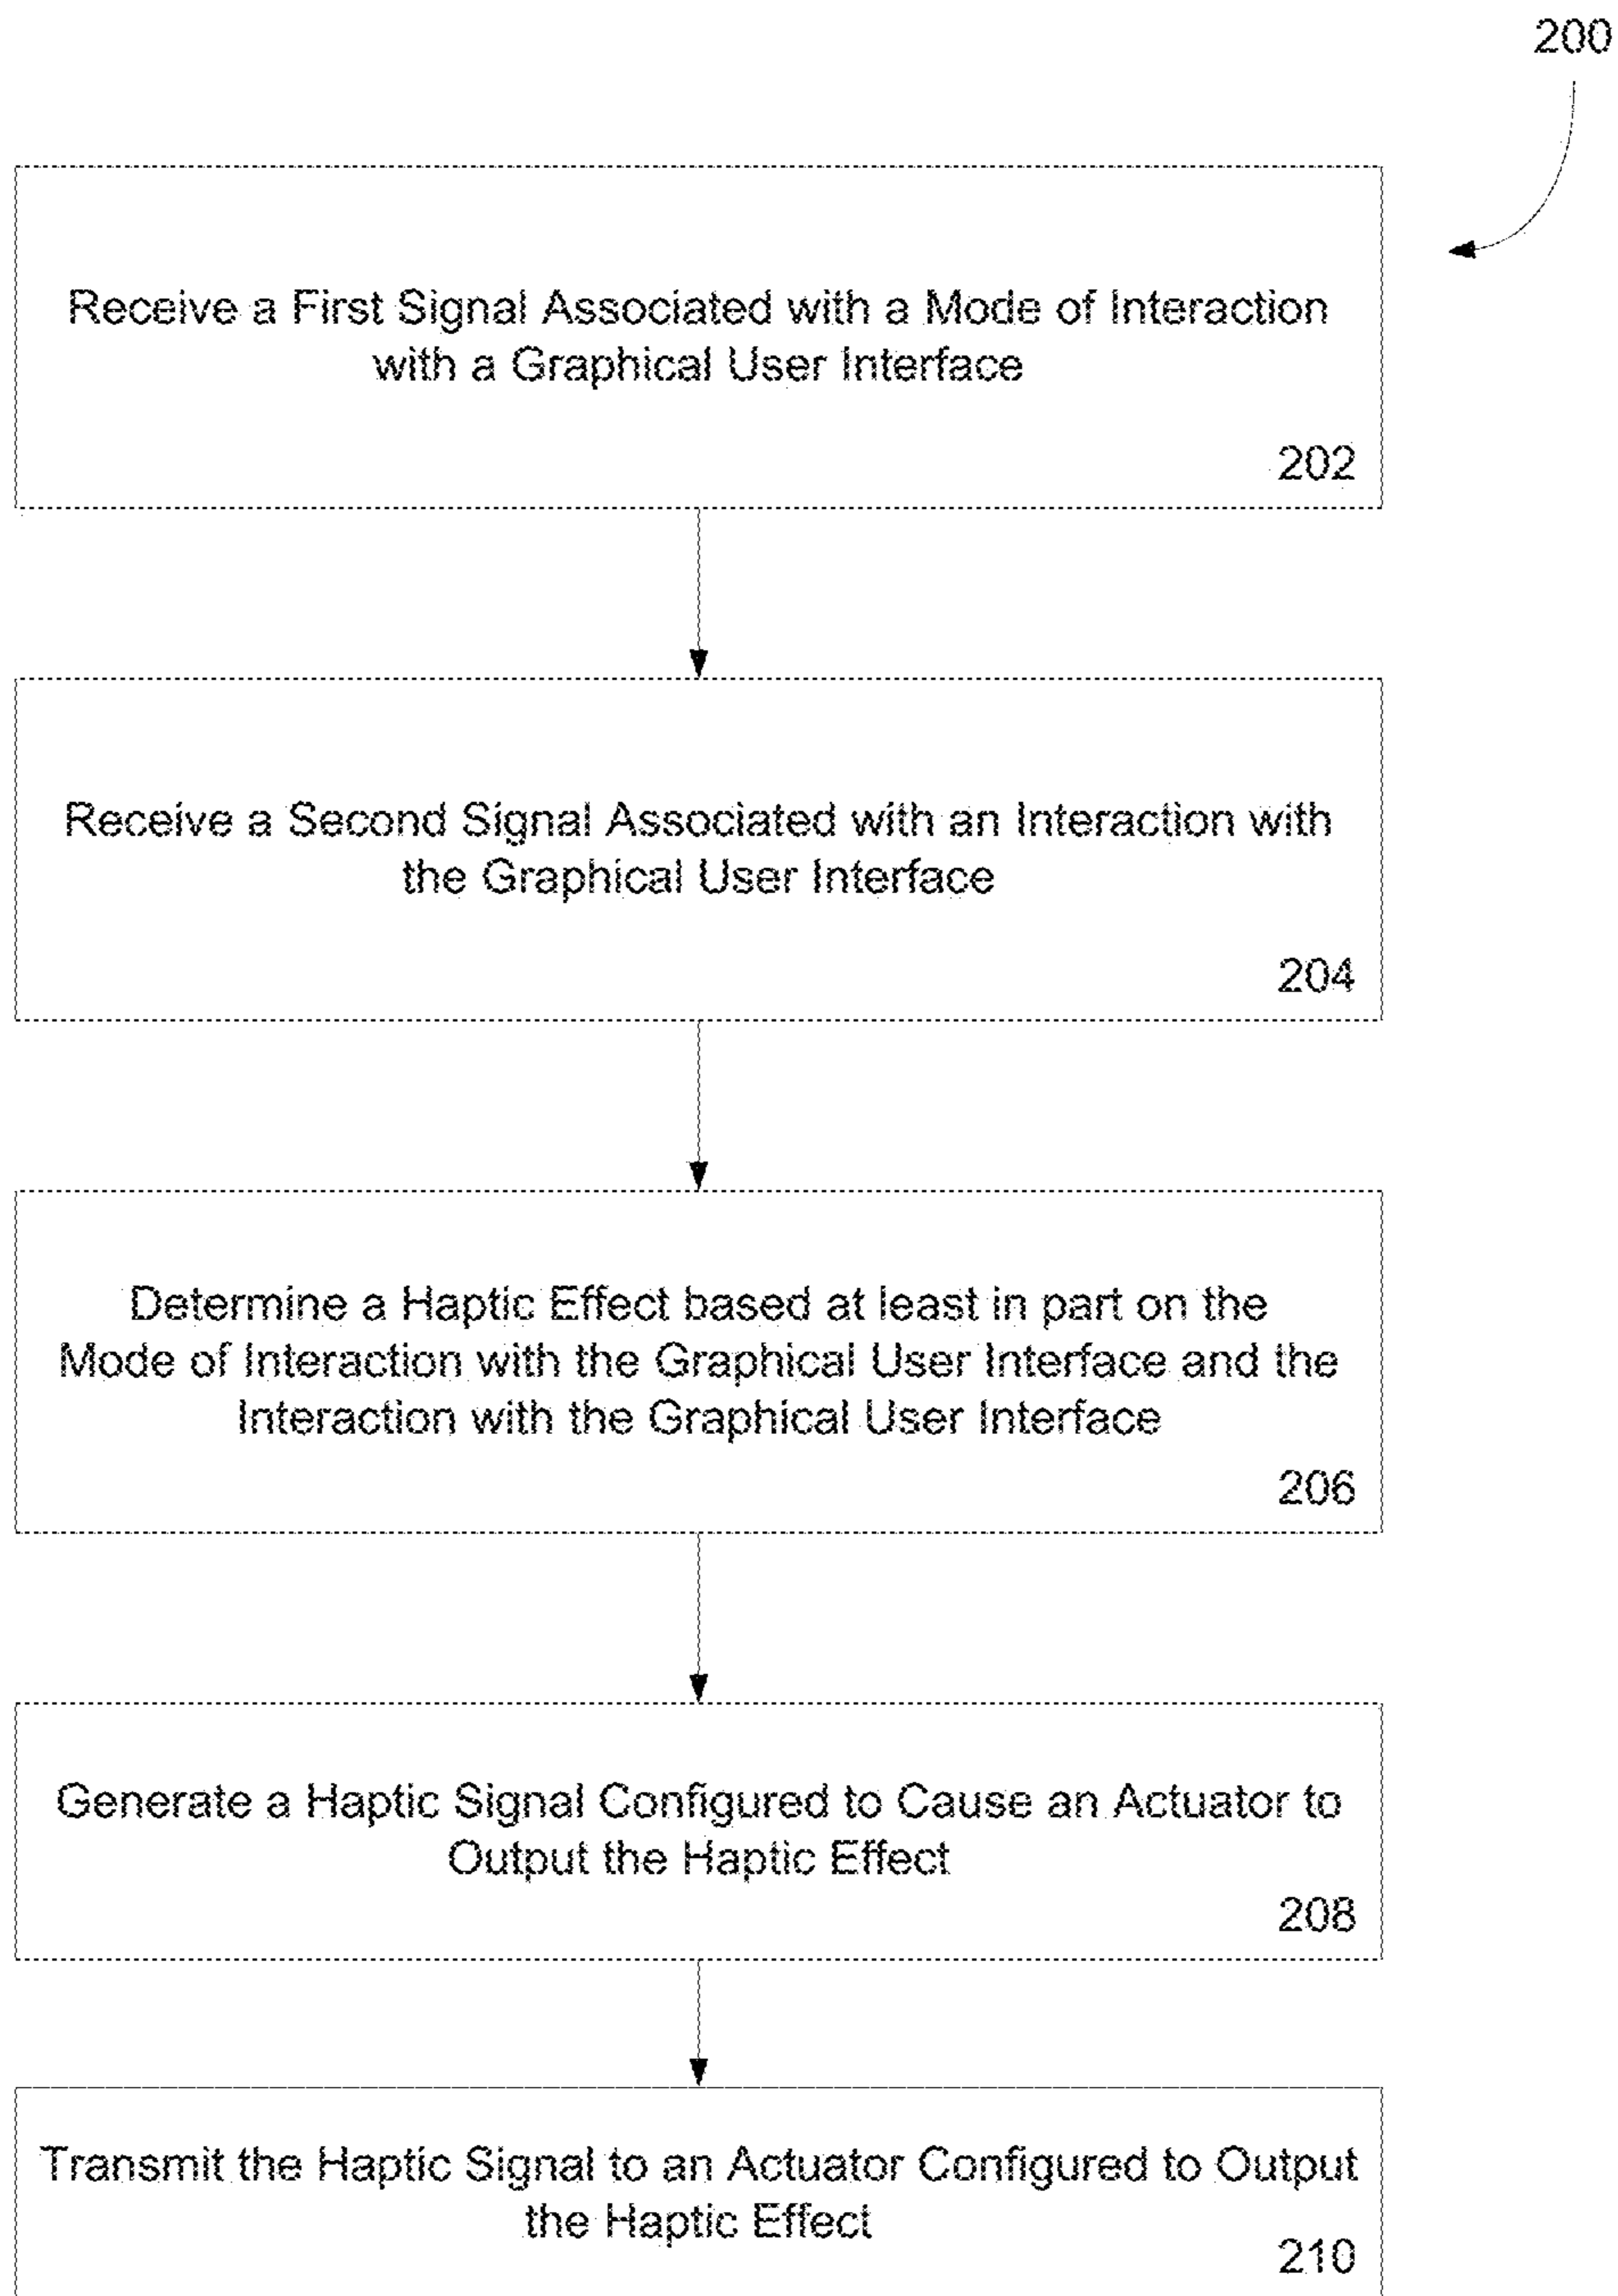 200
Receive a First Signal Associated with a Mode of Interaction
with a Graphical User Interface
202
Receive a Second Signal Associated with an Interaction with
the Graphical User Interface
204
Determine a Haptic Effect based at least in part on the
Mode of Interaction with the Graphical User Interface and the
Interaction with the Graphical User Interface
206
Generate a Haptic Signal Configured to Cause an Actuator to
Output the Haptic Effect
208
Transmit the Haptic Signal to an Actuator Configured to Output
the Haptic Effect
210